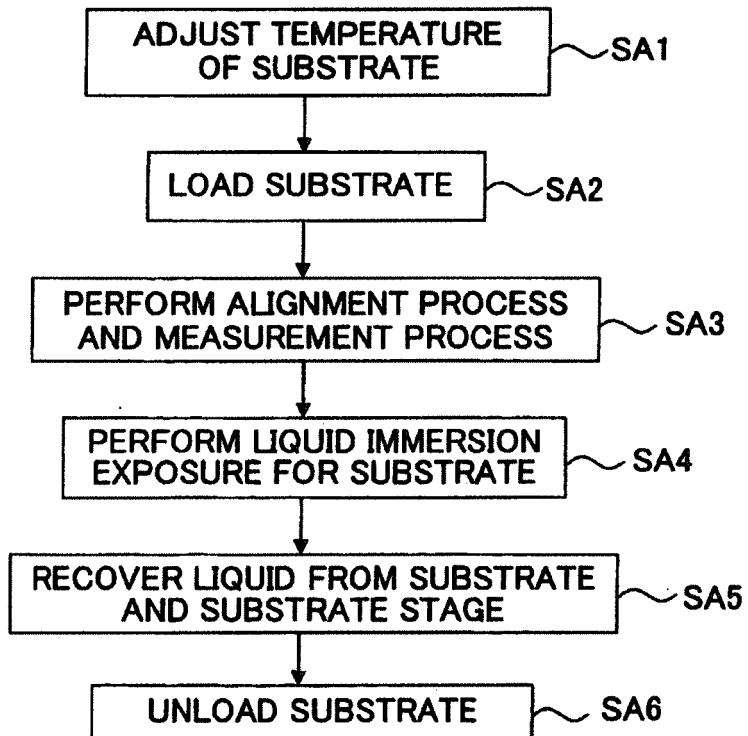 ADJUST TEMPERATURE
OF SUBSTRATE
SA1
LOAD SUBSTRATE
SA2
PERFORM ALIGNMENT PROCESS
AND MEASUREMENT PROCESS
SA3
PERFORM LIQUID IMMERSION
EXPOSURE FOR SUBSTRATE
SA4
RECOVER LIQUID FROM SUBSTRATE
AND SUBSTRATE STAGE
SA5
UNLOAD SUBSTRATE
SA6